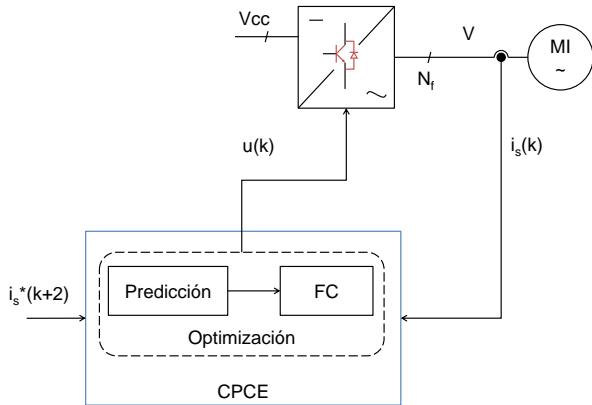 Vcc
V
MI
~
N_f
u(k)
i_s(k)
i_s*(k+2)
Predicción
FC
Optimización
CPCE